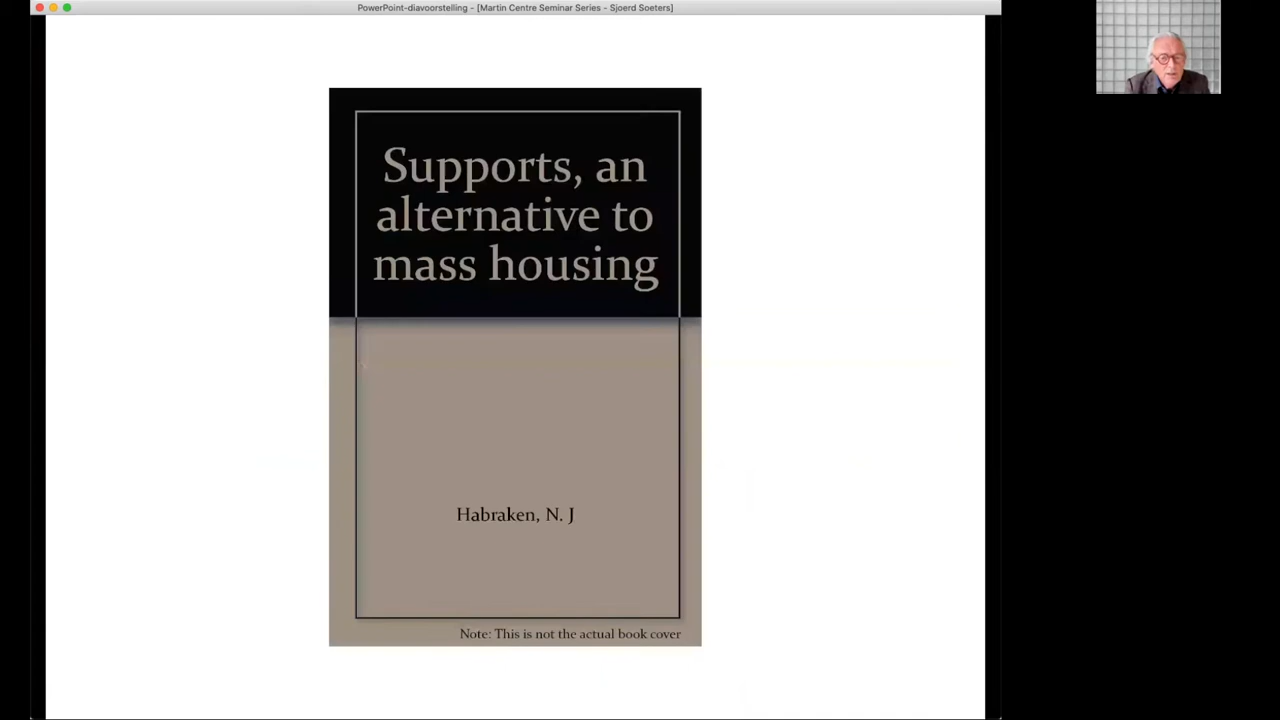 PowerPoint-diavoorstelling - [Martin Centre Seminar Series - Sjoerd Soeters]
Supports, an
alternative to
mass housing
Habraken, N. J
Note: This is not the actual book cover